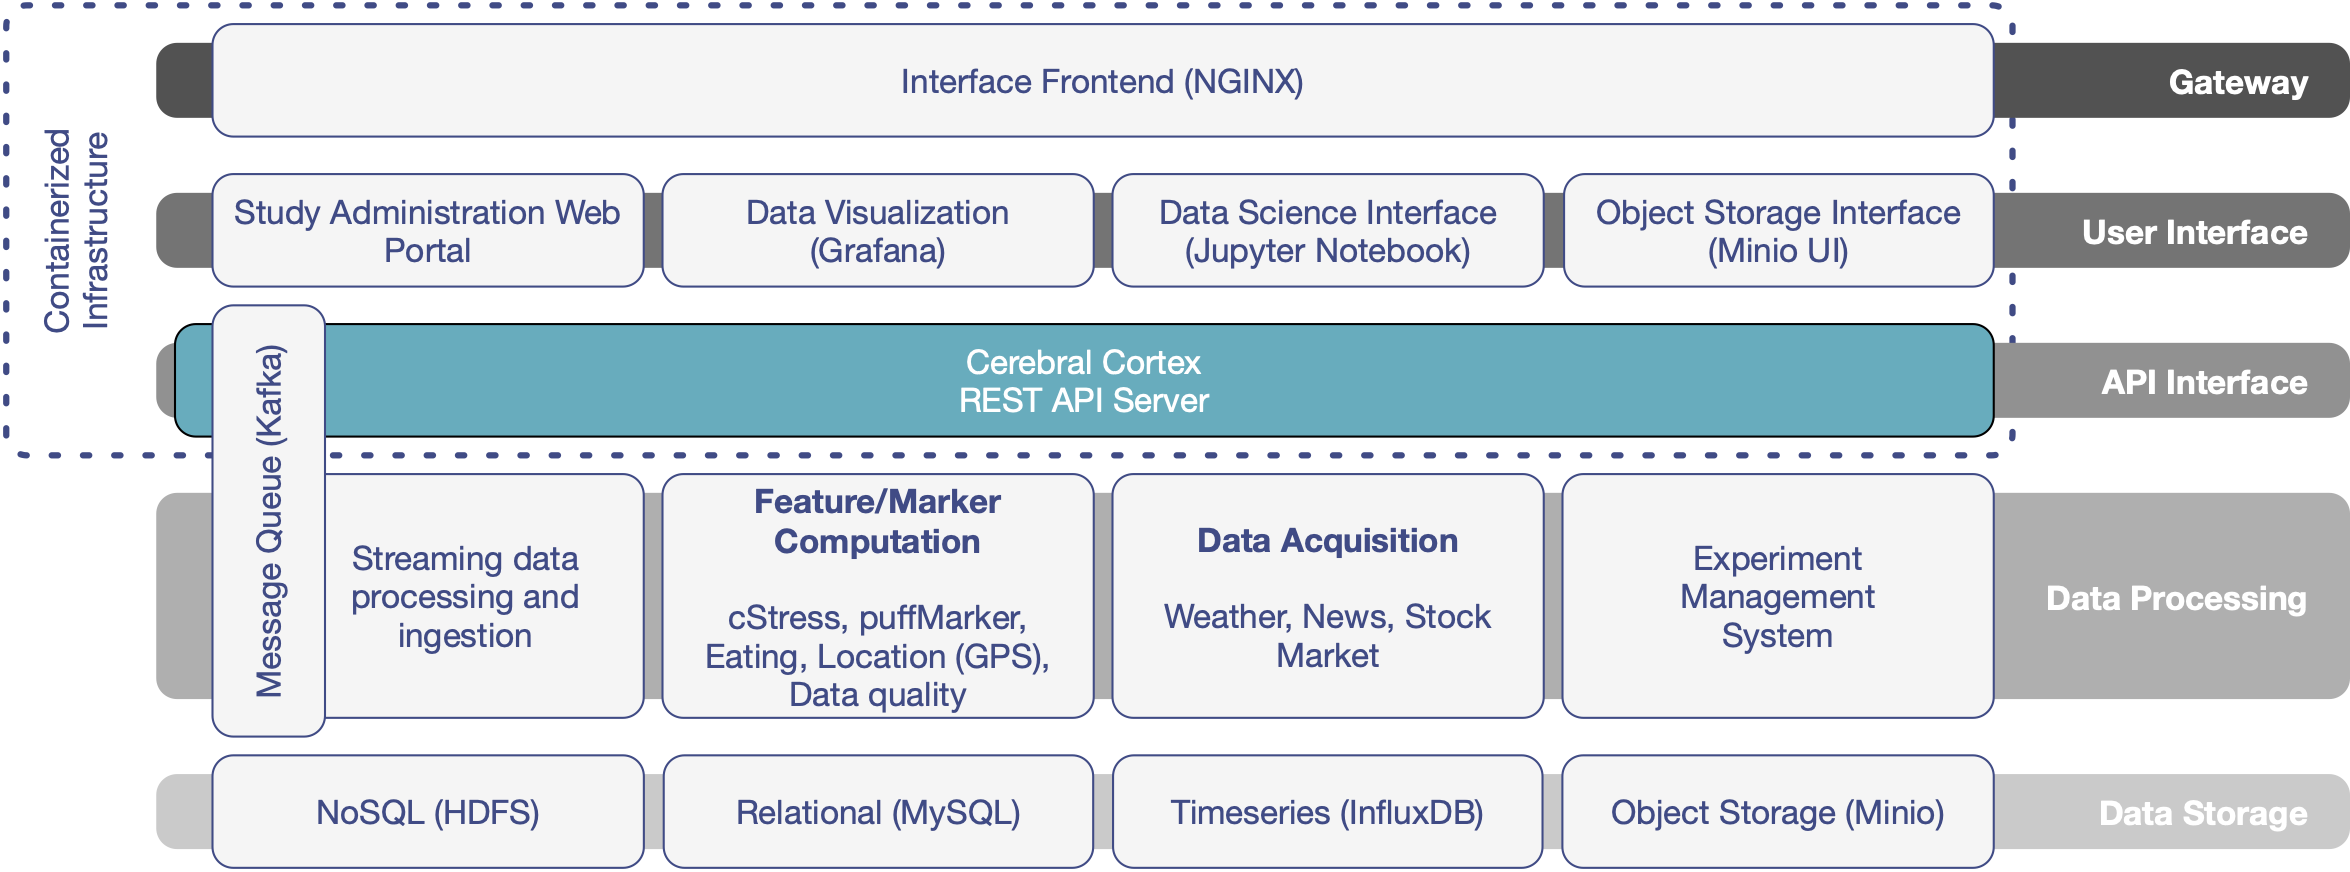 Containerized
Infrastructure
Interface Frontend (NGINX)
Gateway
Study Administration Web
Portal
Data Visualization
(Grafana)
Data Science Interface
(Jupyter Notebook)
Object Storage Interface
(Minio UI)
User Interface
Message Queue (Kafka)
Cerebral Cortex
REST API Server
API Interface
Streaming data
processing and
ingestion
Feature/Marker
Computation
cStress, puffMarker,
Eating, Location (GPS),
Data quality
Data Acquisition
Weather, News, Stock
Market
Experiment
Management
System
Data Processing
NoSQL (HDFS)
Relational (MySQL)
Timeseries (InfluxDB)
Object Storage (Minio)
Data Storage